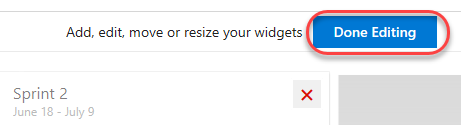 Add, edit, move or resize your widgets Done Editing
Sprint 2
June 18 - July 9